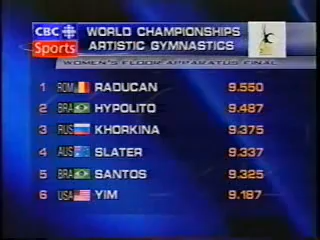 CBC WORLD CHAMPIONSHIPS
Sports ARTISTIC GYMNASTICS
WOMEN'S FLOOR APPARATUS FINAL
1 ROM RADUCAN 9.550
2 BRA HYPOLITO 9.487
3 RUS KHORKINA 9.375
4 AUS SLATER 9.337
5 BRA SANTOS 9.325
6 USA YIM 9.187